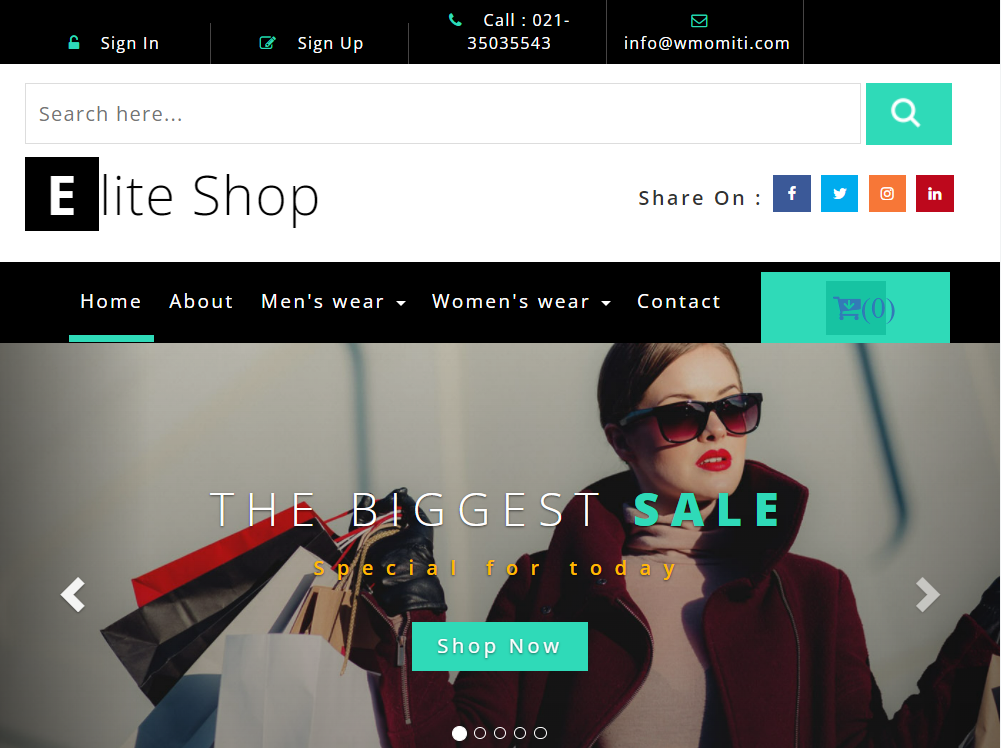 Sign In
Sign Up
Call : 021-
35035543
info@wmomiti.com
Search here...
Elite Shop
Share On :
Home
About
Men's wear
Women's wear
Contact
(0)
THE BIGGEST SALE
Special for today
Shop Now